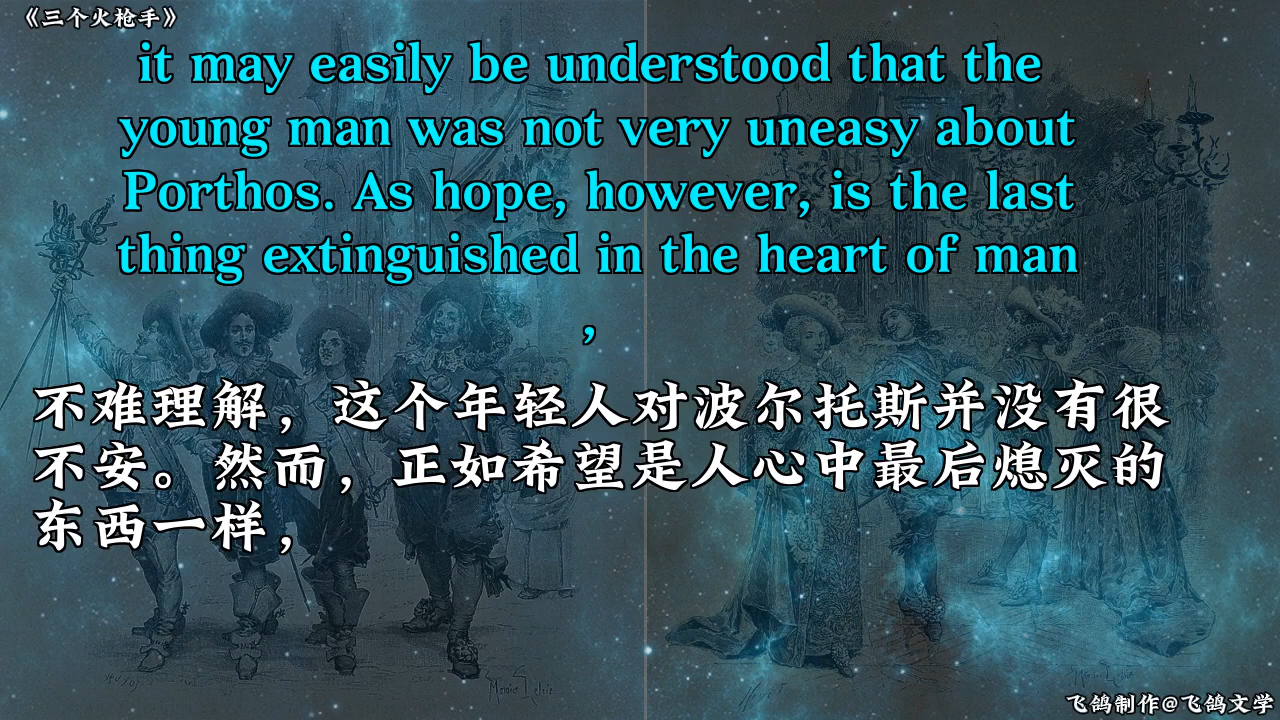 《三个火枪手》
it may easily be understood that the
young man was not very uneasy about
Porthos. As hope, however, is the last
thing extinguished in the heart of man
,
不难理解，这个年轻人对波尔托斯并没有很
不安。然而，正如希望是人心中最后熄灭的
东西一样，
飞鸽制作@飞鸽文学